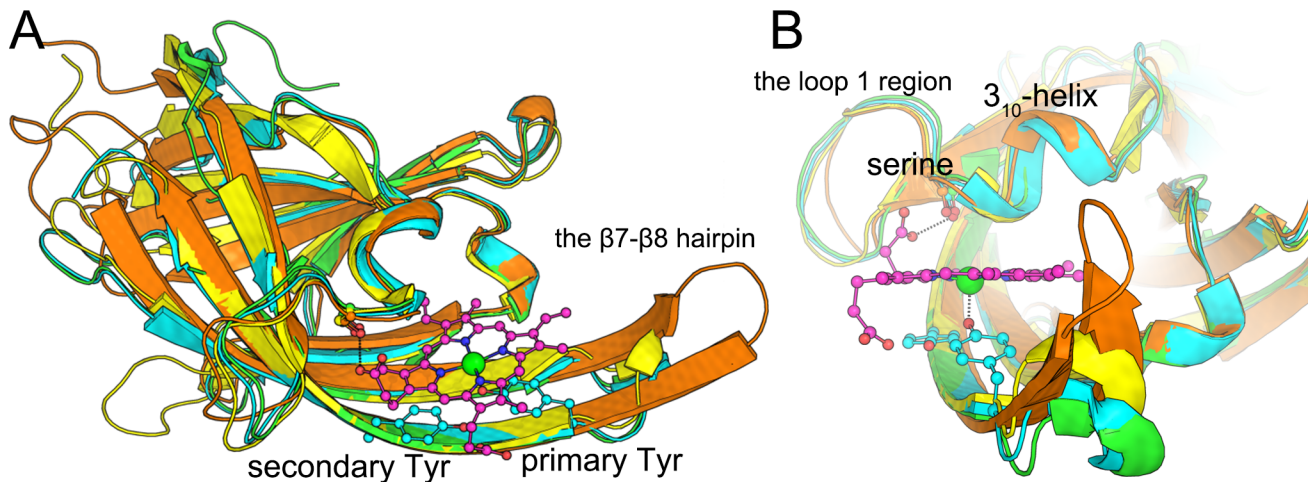 A
B
the loop 1 region
3₁₀-helix
serine
the β7-β8 hairpin
secondary Tyr
primary Tyr